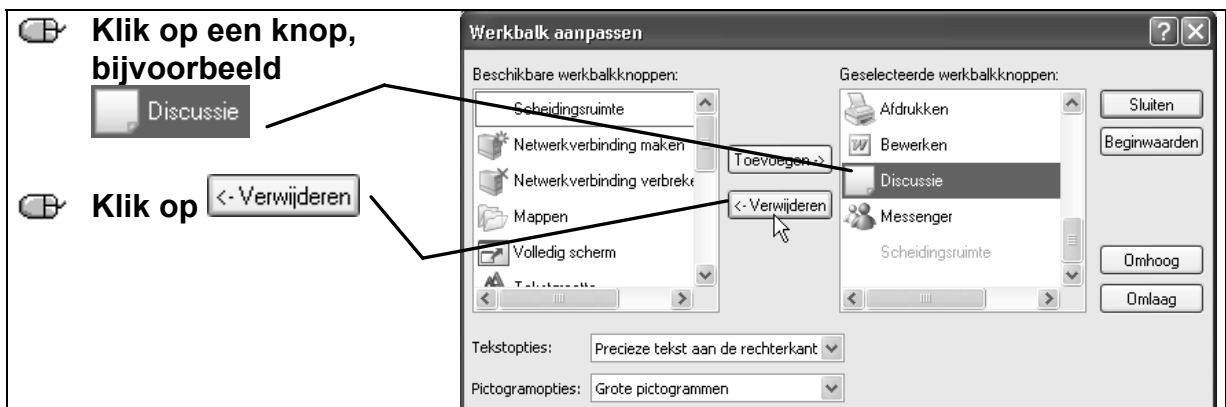 Klik op een knop,
bijvoorbeeld
Discussie
Klik op <- Verwijderen
Werkbalk aanpassen
Beschikbare werkbalkknoppen:
Scheidingsruimte
Netwerkverbinding maken
Netwerkverbinding verbreke
Mappen
Volledig scherm
Toevoegen ->
<- Verwijderen
Geselecteerde werkbalkknoppen:
Afdrukken
Bewerken
Discussie
Messenger
Scheidingsruimte
Sluiten
Beginwaarden
Omhoog
Omlaag
Tekstopties: Precieze tekst aan de rechterkant
Pictogramopties: Grote pictogrammen